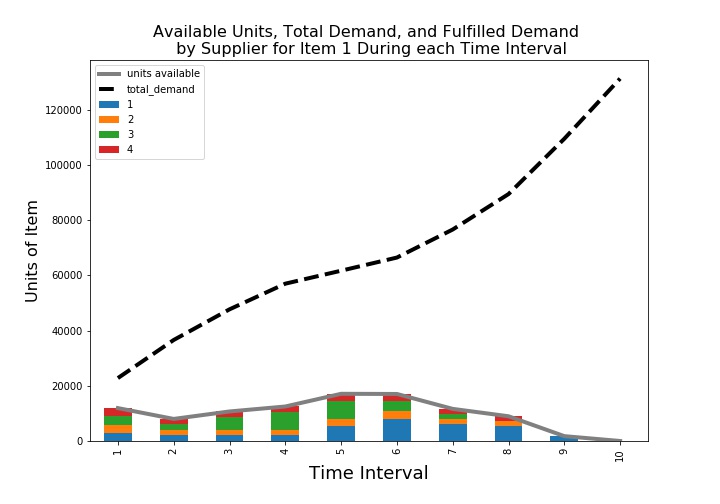 Available Units, Total Demand, and Fulfilled Demand
by Supplier for Item 1 During each Time Interval
units available
total_demand
1
2
3
4
Units of Item
120000
100000
80000
60000
40000
20000
0
1 2 3 4 5 6 7 8 9 10
Time Interval